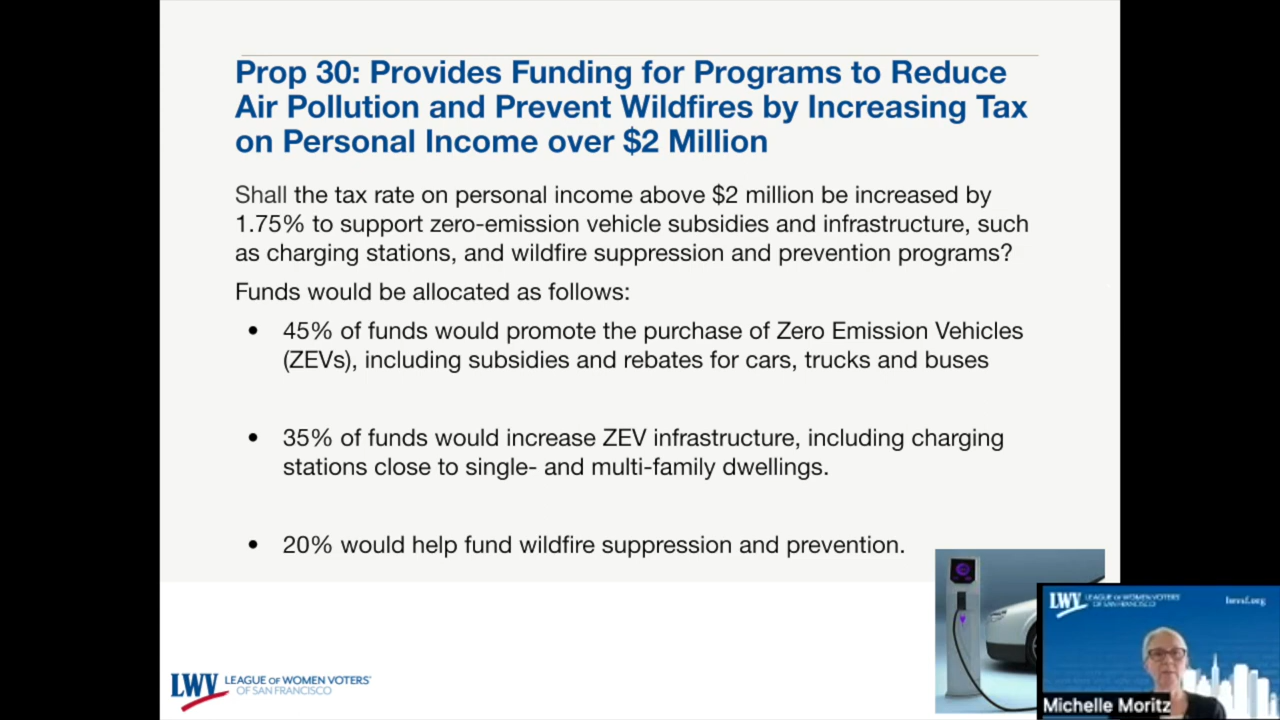 Prop 30: Provides Funding for Programs to Reduce
Air Pollution and Prevent Wildfires by Increasing Tax
on Personal Income over $2 Million
Shall the tax rate on personal income above $2 million be increased by
1.75% to support zero-emission vehicle subsidies and infrastructure, such
as charging stations, and wildfire suppression and prevention programs?
Funds would be allocated as follows:
• 45% of funds would promote the purchase of Zero Emission Vehicles
(ZEVs), including subsidies and rebates for cars, trucks and buses
• 35% of funds would increase ZEV infrastructure, including charging
stations close to single- and multi-family dwellings.
• 20% would help fund wildfire suppression and prevention.
LWV LEAGUE OF WOMEN VOTERS®
OF SAN FRANCISCO
LWV LEAGUE OF WOMEN VOTERS®
OF SAN FRANCISCO
lwvsf.org
Michelle Moritz